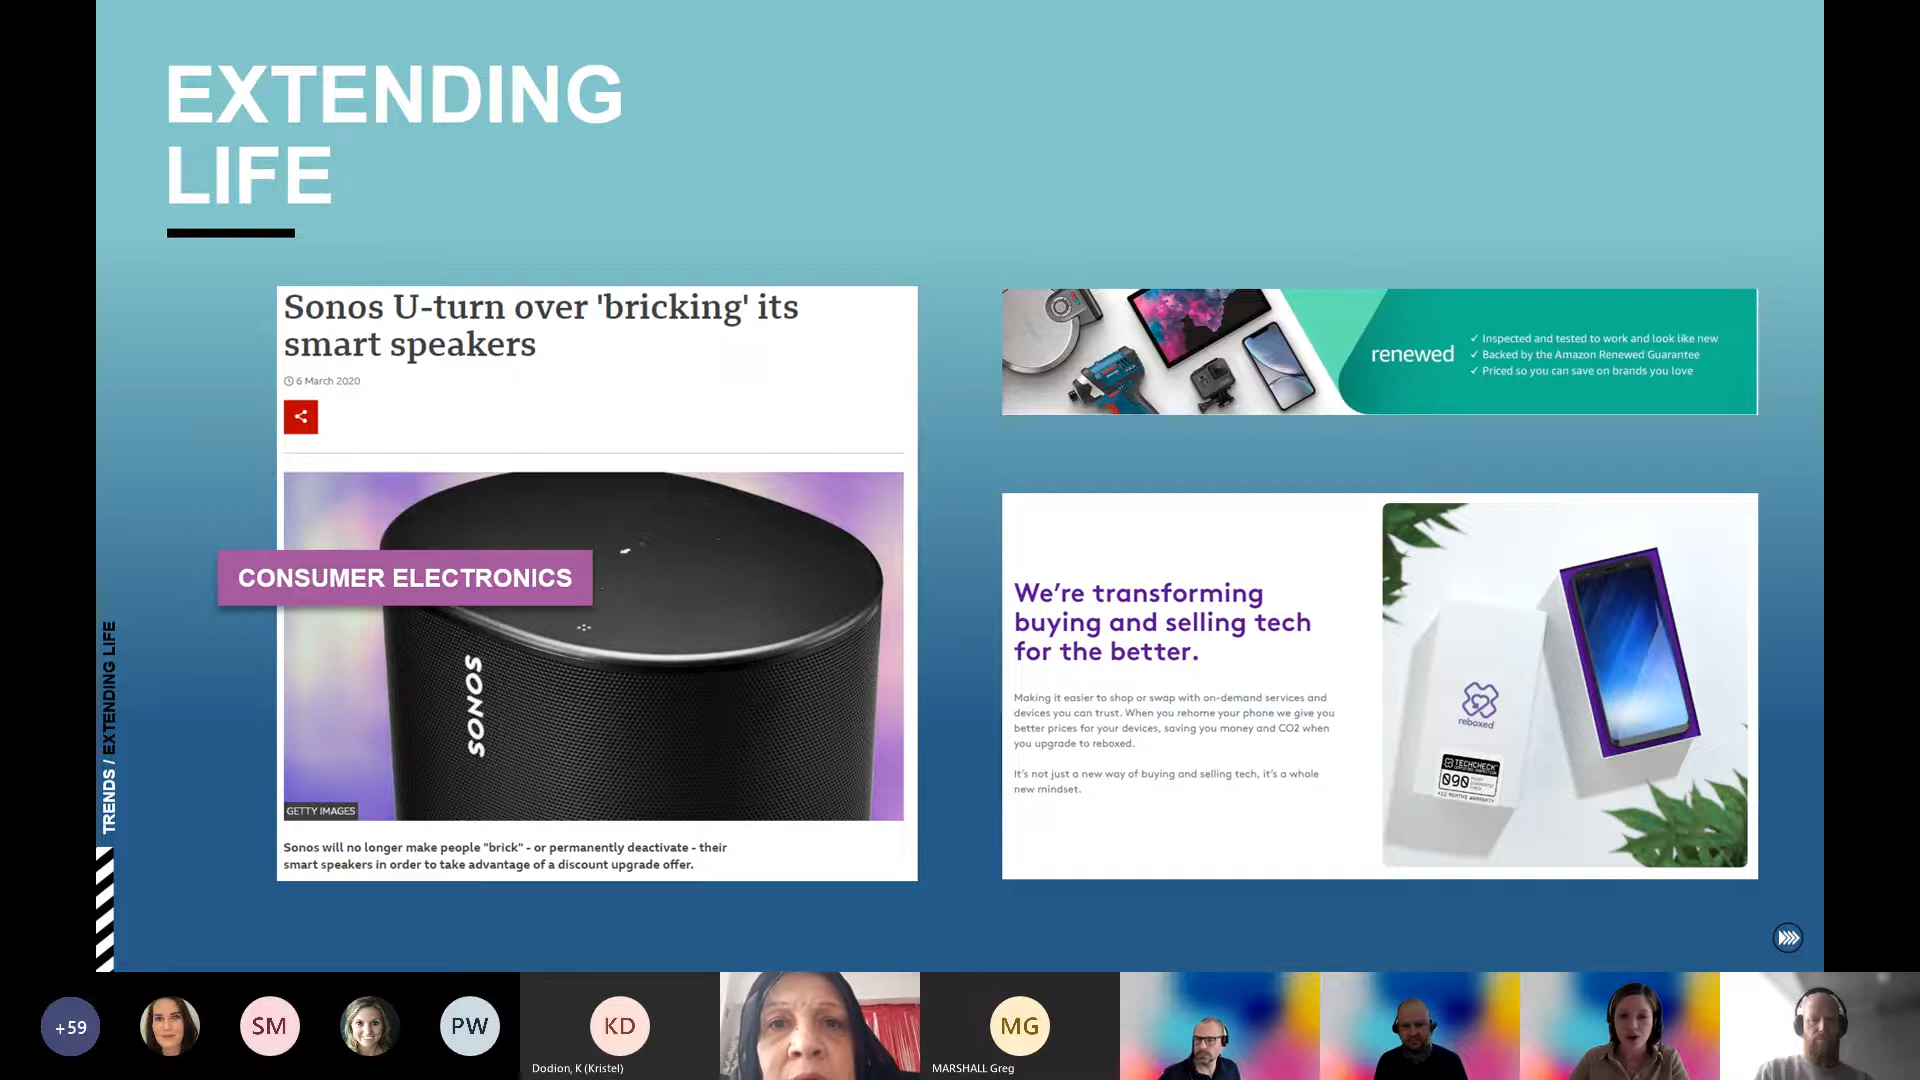 EXTENDING
LIFE
Sonos U-turn over 'bricking' its
smart speakers
6 March 2020
CONSUMER ELECTRONICS
SONOS
GETTY IMAGES
Sonos will no longer make people "brick" - or permanently deactivate - their
smart speakers in order to take advantage of a discount upgrade offer.
renewed
✓ Inspected and tested to work and look like new
✓ Backed by the Amazon Renewed Guarantee
✓ Priced so you can save on brands you love
We're transforming
buying and selling tech
for the better.
Making it easier to shop or swap with on-demand services and
devices you can trust. When you rehome your phone we give you
better prices for your devices, saving you money and CO2 when
you upgrade to reboxed.
It's not just a new way of buying and selling tech, it's a whole
new mindset.
reboxed
TECHCHECK
090
+12 MONTHS WARRANTY
TRENDS / EXTENDING LIFE
+59
SM
PW
KD
Dodion, K (Kristel)
MG
MARSHALL Greg